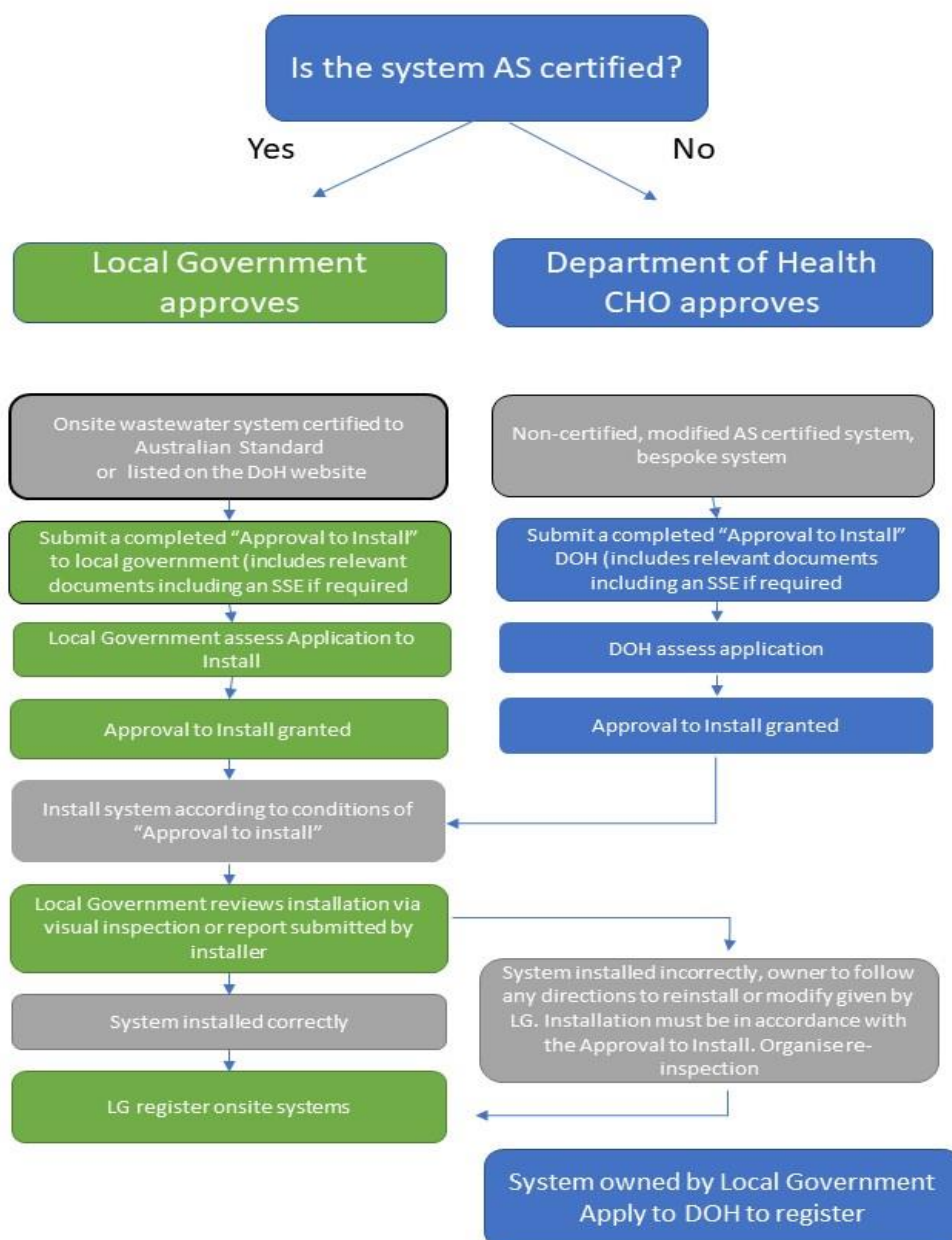 Is the system AS certified?
Yes
No
Local Government
approves
Department of Health
CHO approves
Onsite wastewater system certified to
Australian Standard
or listed on the DoH website
Non-certified, modified AS certified system,
bespoke system
Submit a completed “Approval to Install”
to local government (includes relevant
documents including an SSE if required
Submit a completed “Approval to Install”
DOH (includes relevant documents
including an SSE if required
Local Government assess Application to
Install
DOH assess application
Approval to Install granted
Approval to Install granted
Install system according to conditions of
“Approval to install”
Local Government reviews installation via
visual inspection or report submitted by
installer
System installed incorrectly, owner to follow
any directions to reinstall or modify given by
LG. Installation must be in accordance with
the Approval to Install. Organise re-
inspection
System installed correctly
LG register onsite systems
System owned by Local Government
Apply to DOH to register